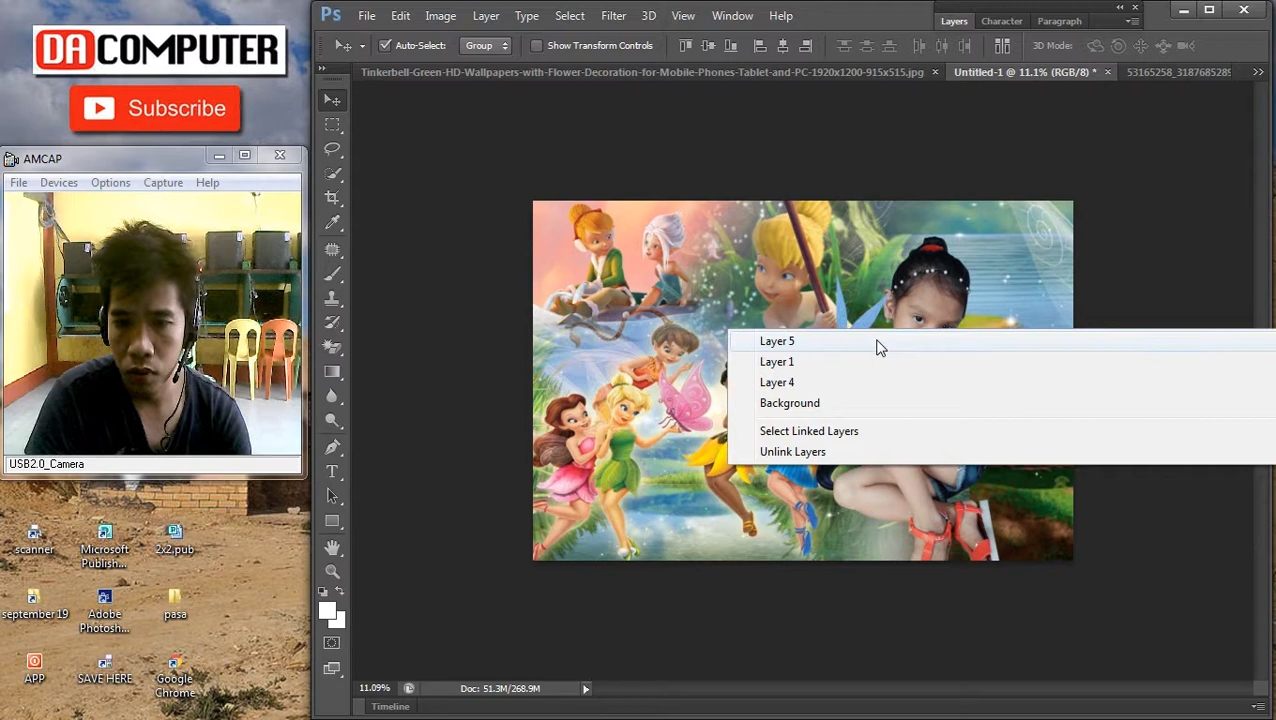 DA COMPUTER
Subscribe
AMCAP
File Devices Options Capture Help
USB2.0_Camera
scanner
Microsoft Publish...
2x2.pub
september 19
Adobe Photosh...
pasa
APP
SAVE HERE
Google Chrome
Ps File Edit Image Layer Type Select Filter 3D View Window Help
Layers Character Paragraph
Auto-Select: Group Show Transform Controls 3D Mode:
Tinkerbell-Green-HD-Wallpapers-with-Flower-Decoration-for-Mobile-Phones-Tablet-and-PC-1920x1200-915x515.jpg × Untitled-1 @ 11.1% (RGB/8) * × 53165258_3187685289
Layer 5
Layer 1
Layer 4
Background
Select Linked Layers
Unlink Layers
11.09% Doc: 51.3M/268.9M
Timeline